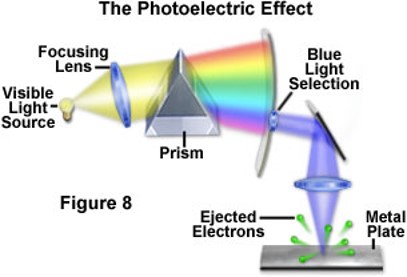 The Photoelectric Effect
Focusing
Lens
Visible
Light
Source
Blue
Light
Selection
Prism
Figure 8
Ejected
Electrons
Metal
Plate